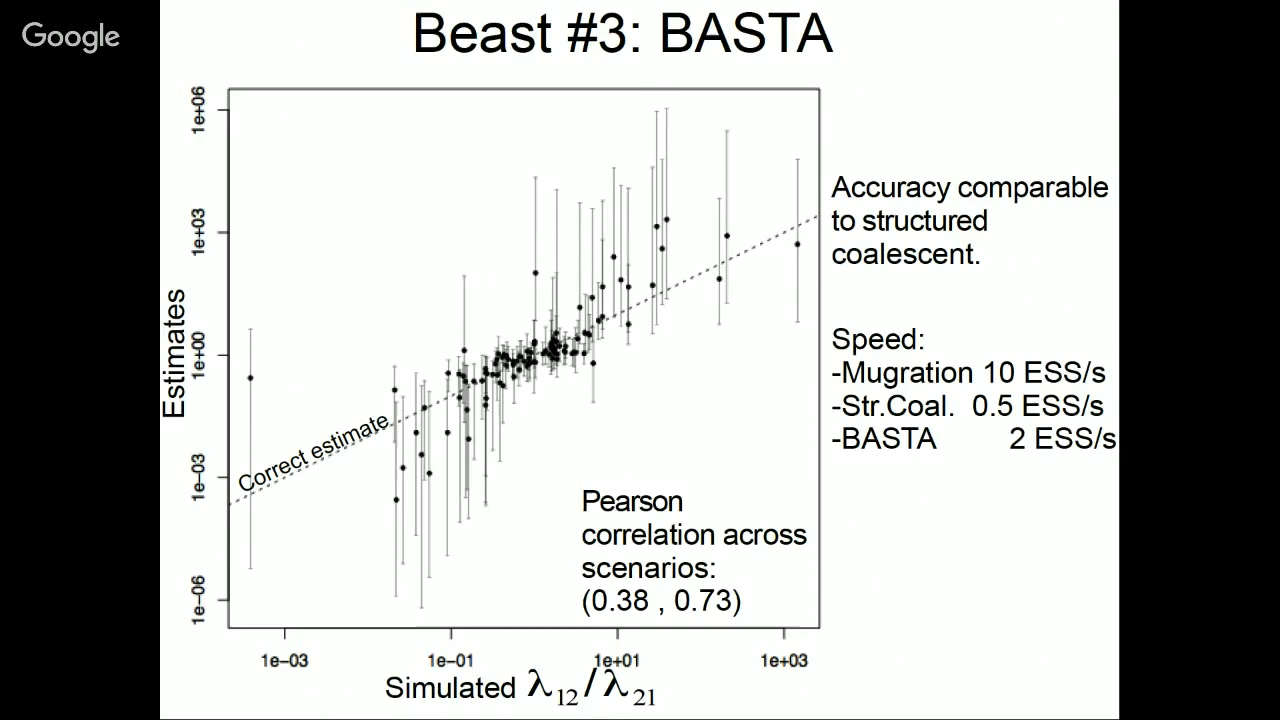 Google
Beast #3: BASTA
1e+06
1e+03
1e+00
1e-03
1e-06
Estimates
Correct estimate
Pearson
correlation across
scenarios:
(0.38 , 0.73)
1e-03
1e-01
1e+01
1e+03
Simulated λ12/λ21
Accuracy comparable
to structured
coalescent.
Speed:
-Mugration 10 ESS/s
-Str.Coal. 0.5 ESS/s
-BASTA 2 ESS/s